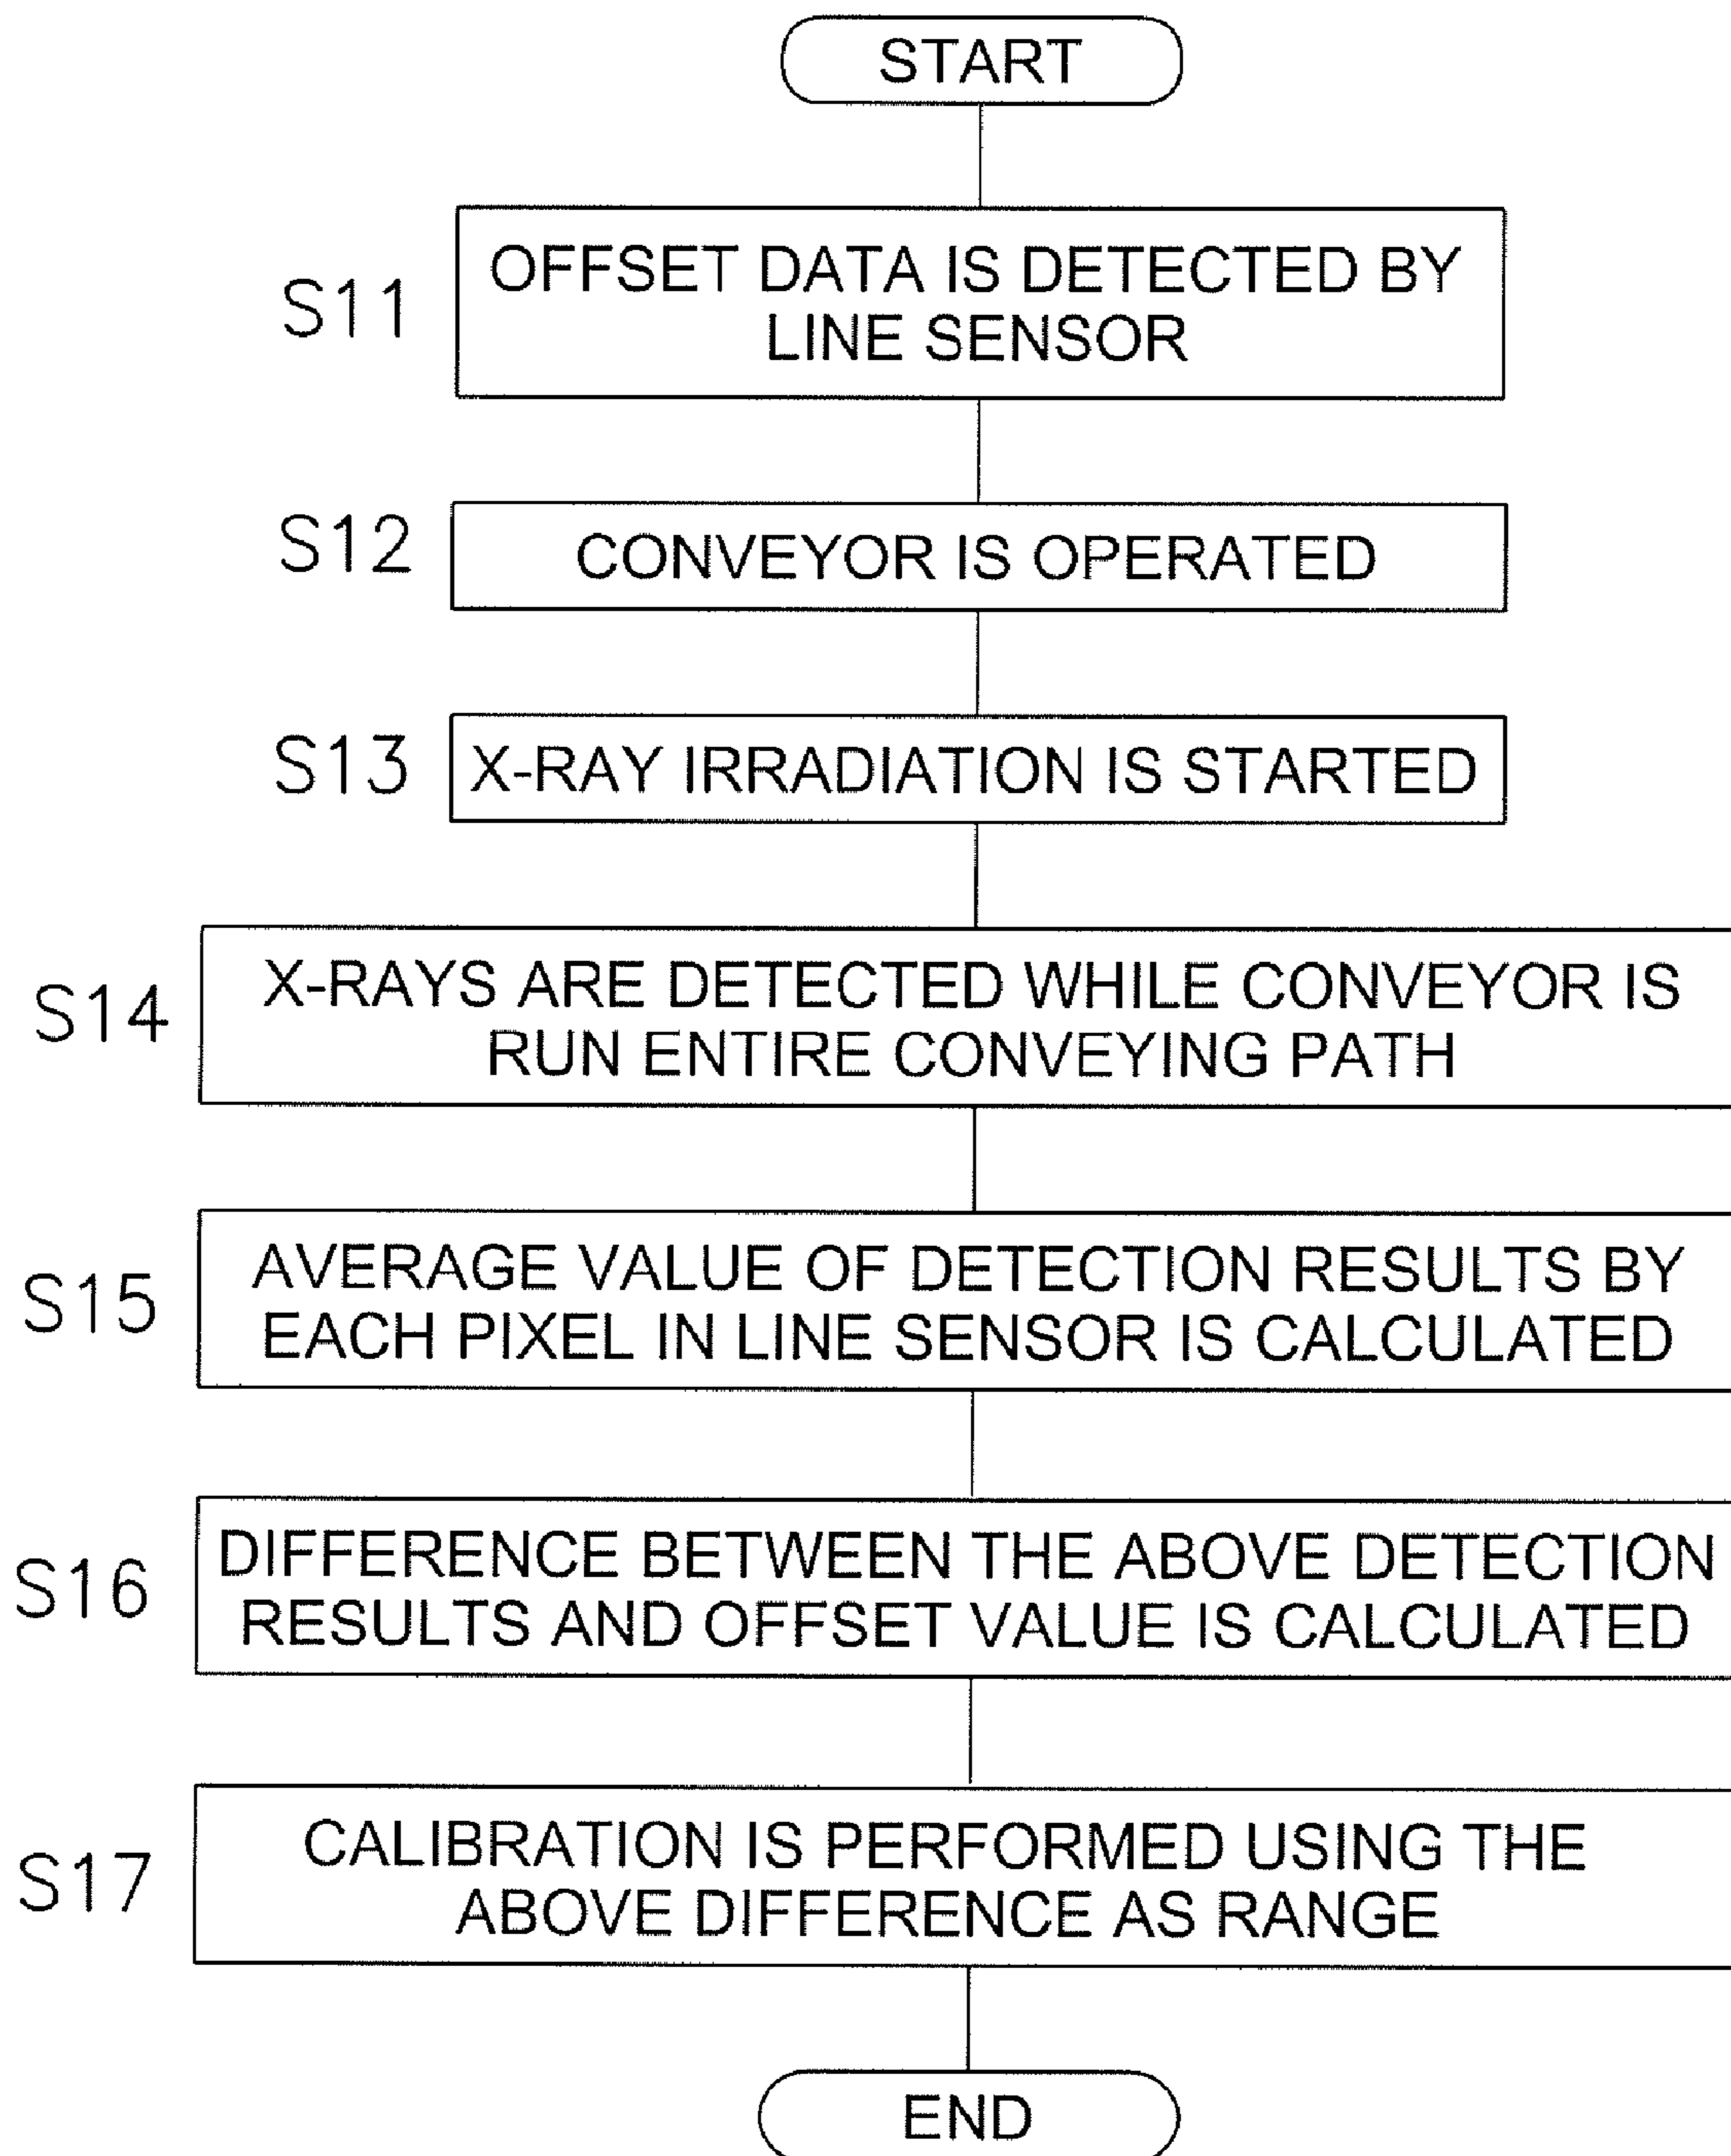 START
S11
OFFSET DATA IS DETECTED BY
LINE SENSOR
S12
CONVEYOR IS OPERATED
S13
X-RAY IRRADIATION IS STARTED
S14
X-RAYS ARE DETECTED WHILE CONVEYOR IS
RUN ENTIRE CONVEYING PATH
S15
AVERAGE VALUE OF DETECTION RESULTS BY
EACH PIXEL IN LINE SENSOR IS CALCULATED
S16
DIFFERENCE BETWEEN THE ABOVE DETECTION
RESULTS AND OFFSET VALUE IS CALCULATED
S17
CALIBRATION IS PERFORMED USING THE
ABOVE DIFFERENCE AS RANGE
END